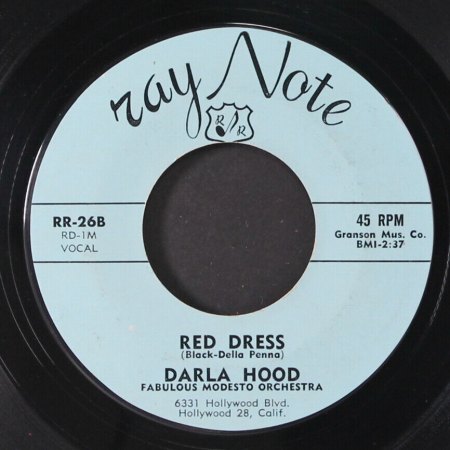 ray Note
R R
RR-26B
RD-1M
VOCAL
45 RPM
Granson Mus. Co.
BMI-2:37
RED DRESS
(Black-Della Penna)
DARLA HOOD
FABULOUS MODESTO ORCHESTRA
6331 Hollywood Blvd.
Hollywood 28, Calif.